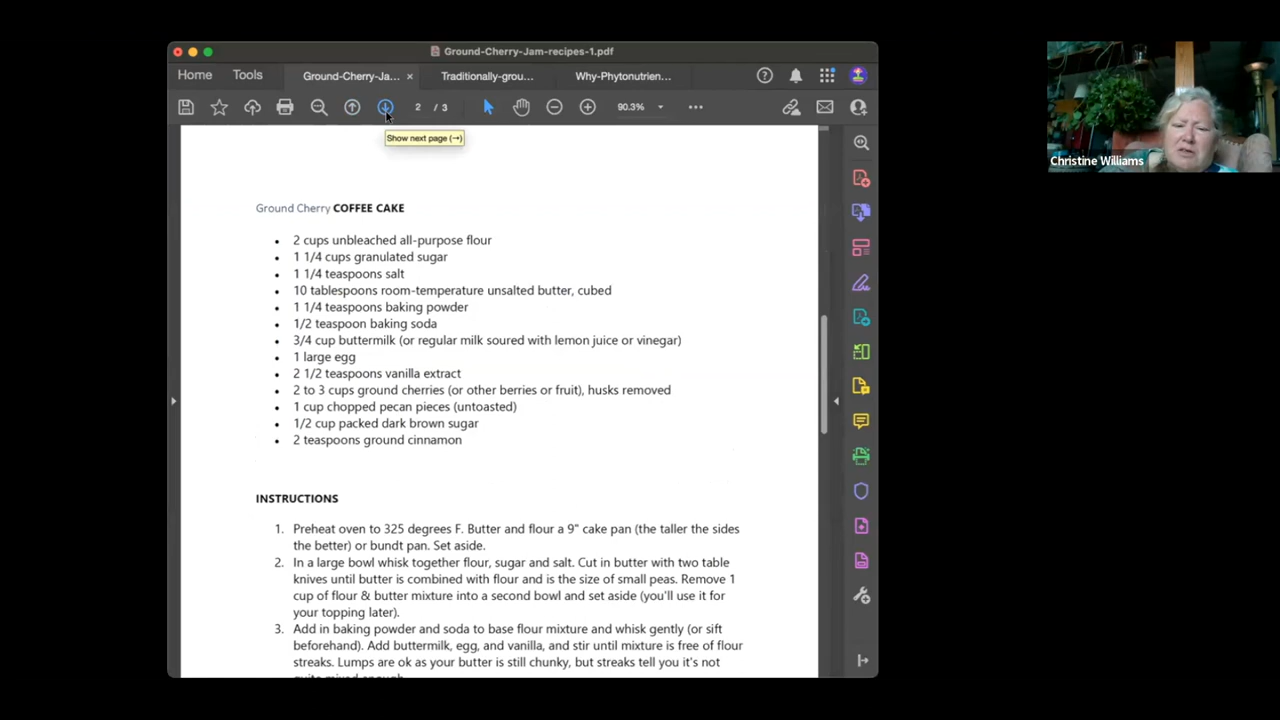 Ground-Cherry-Jam-recipes-1.pdf
Home
Tools
Ground-Cherry-Ja...
×
Traditionally-grou...
Why-Phytonutrien...
2 / 3
90.3%
Show next page (→)
Christine Williams
Ground Cherry COFFEE CAKE
• 2 cups unbleached all-purpose flour
• 1 1/4 cups granulated sugar
• 1 1/4 teaspoons salt
• 10 tablespoons room-temperature unsalted butter, cubed
• 1 1/4 teaspoons baking powder
• 1/2 teaspoon baking soda
• 3/4 cup buttermilk (or regular milk soured with lemon juice or vinegar)
• 1 large egg
• 2 1/2 teaspoons vanilla extract
• 2 to 3 cups ground cherries (or other berries or fruit), husks removed
• 1 cup chopped pecan pieces (untoasted)
• 1/2 cup packed dark brown sugar
• 2 teaspoons ground cinnamon
INSTRUCTIONS
1. Preheat oven to 325 degrees F. Butter and flour a 9" cake pan (the taller the sides
the better) or bundt pan. Set aside.
2. In a large bowl whisk together flour, sugar and salt. Cut in butter with two table
knives until butter is combined with flour and is the size of small peas. Remove 1
cup of flour & butter mixture into a second bowl and set aside (you'll use it for
your topping later).
3. Add in baking powder and soda to base flour mixture and whisk gently (or sift
beforehand). Add buttermilk, egg, and vanilla, and stir until mixture is free of flour
streaks. Lumps are ok as your butter is still chunky, but streaks tell you it's not